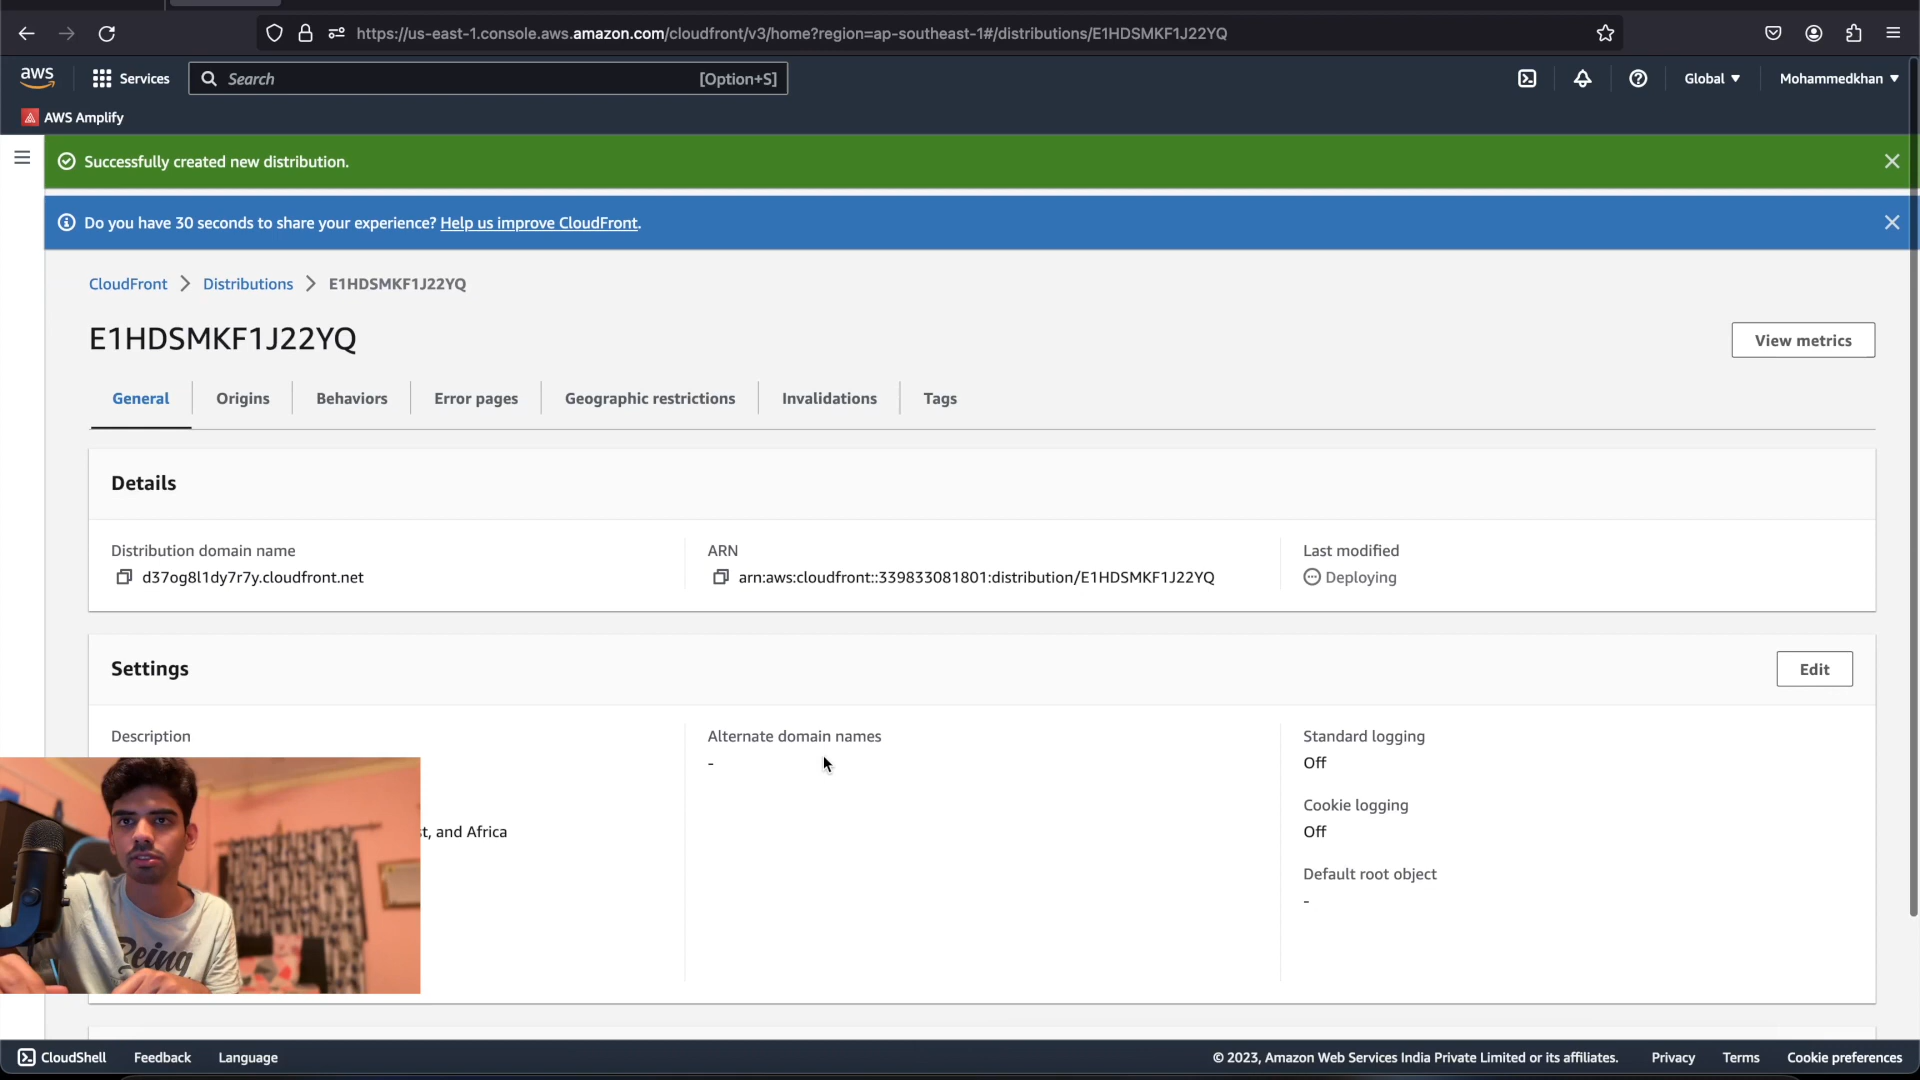 https://us-east-1.console.aws.amazon.com/cloudfront/v3/home?region=ap-southeast-1#/distributions/E1HDSMKF1J22YQ
aws
Services
Search
[Option+S]
Global
Mohammedkhan
AWS Amplify
Successfully created new distribution.
Do you have 30 seconds to share your experience? Help us improve CloudFront.
CloudFront > Distributions > E1HDSMKF1J22YQ
E1HDSMKF1J22YQ
View metrics
General
Origins
Behaviors
Error pages
Geographic restrictions
Invalidations
Tags
Details
Distribution domain name
d37og8l1dy7r7y.cloudfront.net
ARN
arn:aws:cloudfront::339833081801:distribution/E1HDSMKF1J22YQ
Last modified
Deploying
Settings
Edit
Description
Alternate domain names
-
Standard logging
Off
t, and Africa
Cookie logging
Off
Default root object
-
Being
CloudShell
Feedback
Language
© 2023, Amazon Web Services India Private Limited or its affiliates.
Privacy
Terms
Cookie preferences